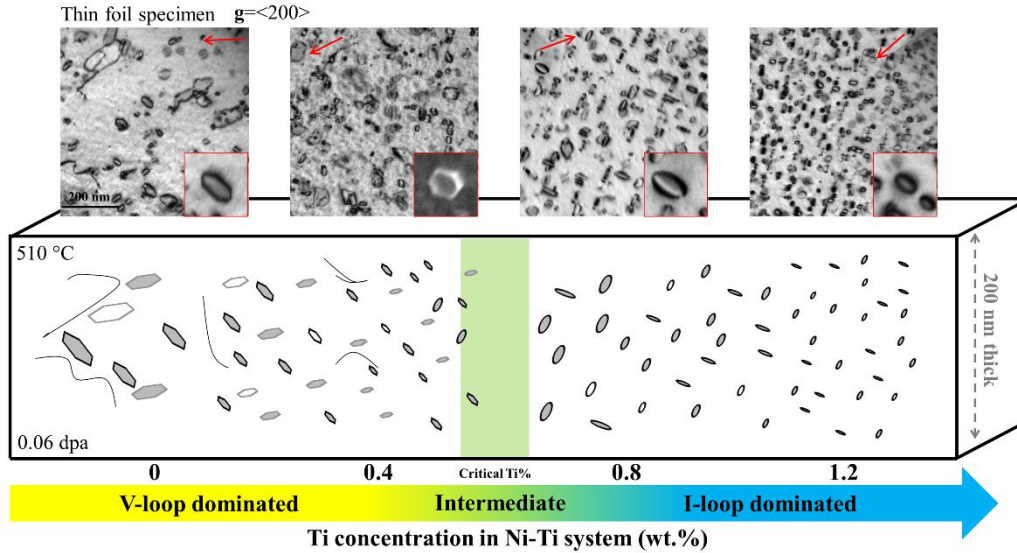 Thin foil specimen g=<200>
200 nm
510 °C
200 nm thick
0.06 dpa
0 0.4 Critical Ti% 0.8 1.2
V-loop dominated Intermediate I-loop dominated
Ti concentration in Ni-Ti system (wt.%)